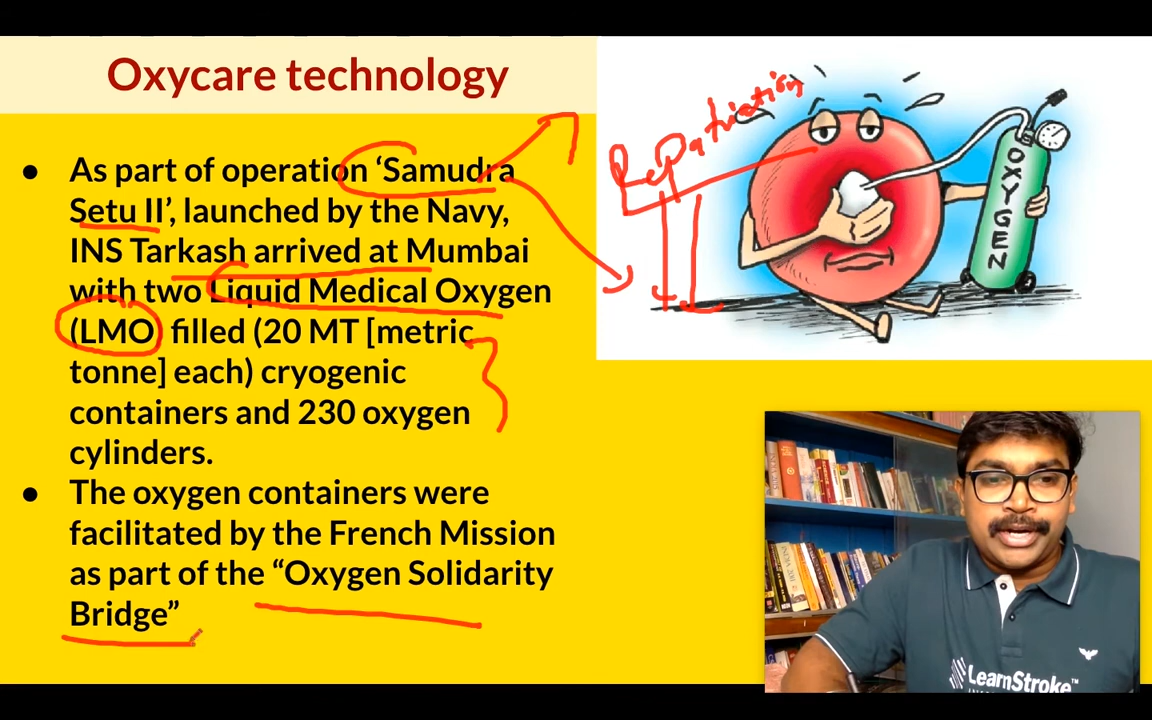 Oxycare technology
● As part of operation ‘Samudra
Setu II’, launched by the Navy,
INS Tarkash arrived at Mumbai
with two Liquid Medical Oxygen
(LMO) filled (20 MT [metric
tonne] each) cryogenic
containers and 230 oxygen
cylinders.
● The oxygen containers were
facilitated by the French Mission
as part of the “Oxygen Solidarity
Bridge”
Repatriation
OXYGEN
LearnStroke™